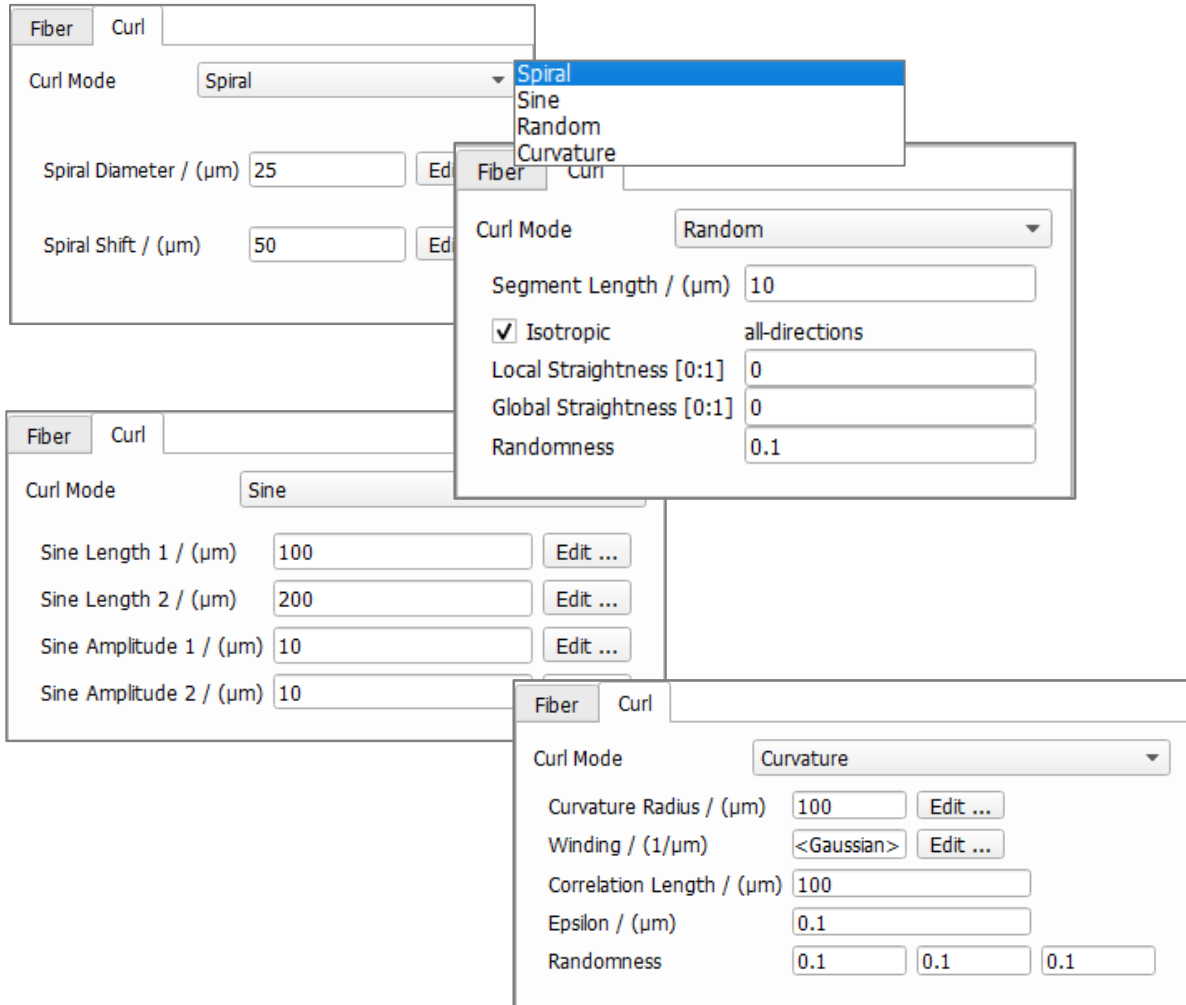 Fiber Curl
Curl Mode Spiral
Spiral Diameter / (µm) 25
Spiral Shift / (µm) 50
Spiral
Sine
Random
Curvature
Fiber Curl
Curl Mode Random
Segment Length / (µm) 10
Isotropic all-directions
Local Straightness [0:1] 0
Global Straightness [0:1] 0
Randomness 0.1
Fiber Curl
Curl Mode Sine
Sine Length 1 / (µm) 100 Edit ...
Sine Length 2 / (µm) 200 Edit ...
Sine Amplitude 1 / (µm) 10 Edit ...
Sine Amplitude 2 / (µm) 10
Fiber Curl
Curl Mode Curvature
Curvature Radius / (µm) 100 Edit ...
Winding / (1/µm) <Gaussian> Edit ...
Correlation Length / (µm) 100
Epsilon / (µm) 0.1
Randomness 0.1 0.1 0.1